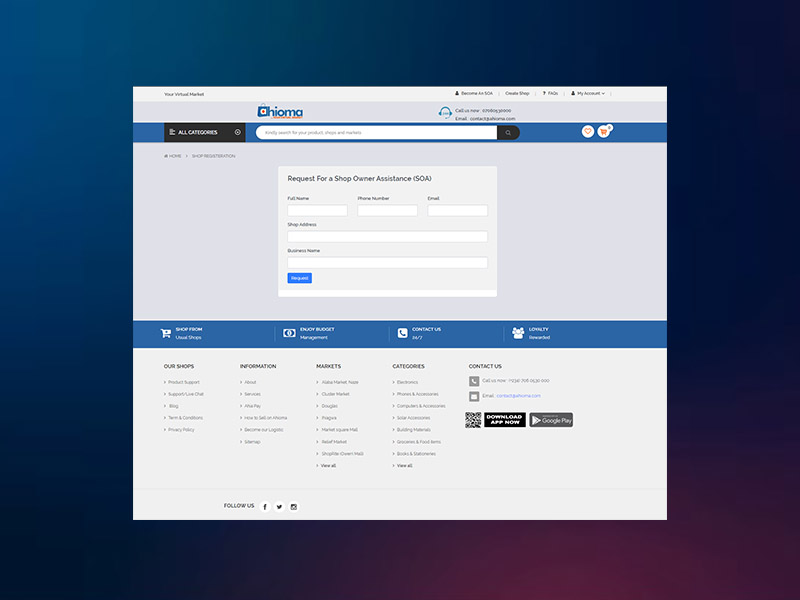 Your Virtual Market
Become An SOA
Create Shop
? FAQs
My Account
Ahioma
Call us now : 07060530000
Email : contact@ahioma.com
ALL CATEGORIES
Kindly search for your product, shops and markets
0
HOME > SHOP REGISTERATION
Request For a Shop Owner Assistance (SOA)
Full Name
Phone Number
Email
Shop Address
Business Name
Request
SHOP FROM
Usual Shops
ENJOY BUDGET
Management
CONTACT US
24/7
LOYALTY
Rewarded
OUR SHOPS
Product Support
Support/Live Chat
Blog
Term & Conditions
Privacy Policy
INFORMATION
About
Services
Ahia Pay
How to Sell on Ahioma
Become our Logistic
Sitemap
MARKETS
Alaba Market, Naze
Cluster Market
Douglas
Market square Mall
Relief Market
ShopRite (Owerri Mall)
View all
CATEGORIES
Electronics
Phones & Accessories
Computers & Accessories
Solar Accessories
Building Materials
Groceries & Food items
Books & Stationeries
View all
CONTACT US
Call us now : (+234) 706 0530 000
Email : contact@ahioma.com
DOWNLOAD
APP NOW
Google Play
FOLLOW US